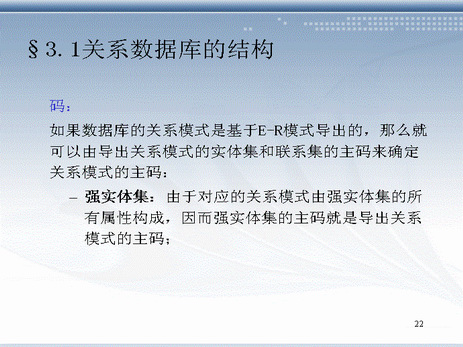 §3.1关系数据库的结构
码：
如果数据库的关系模式是基于E-R模式导出的，那么就
可以由导出关系模式的实体集和联系集的主码来确定
关系模式的主码：
– 强实体集：由于对应的关系模式由强实体集的所
有属性构成，因而强实体集的主码就是导出关系
模式的主码；
22